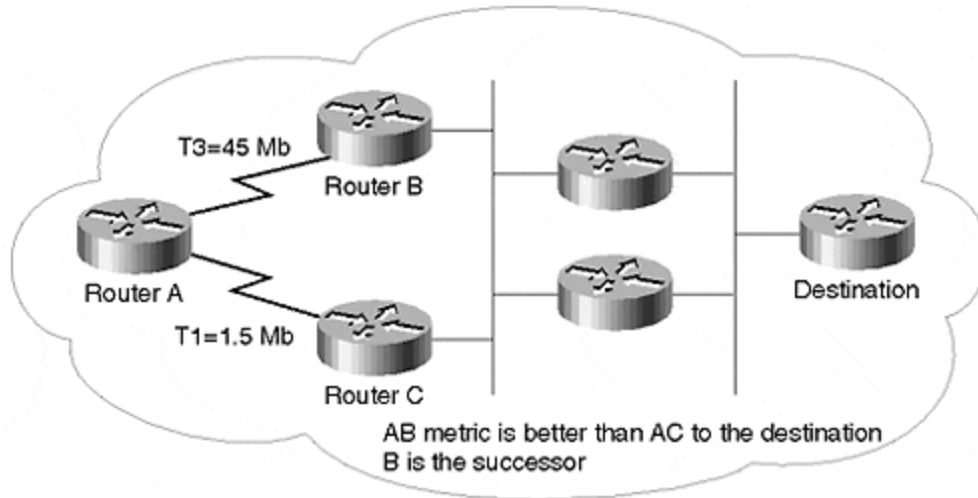 T3=45 Mb
Router B
Router A
Destination
T1=1.5 Mb
Router C
AB metric is better than AC to the destination
B is the successor